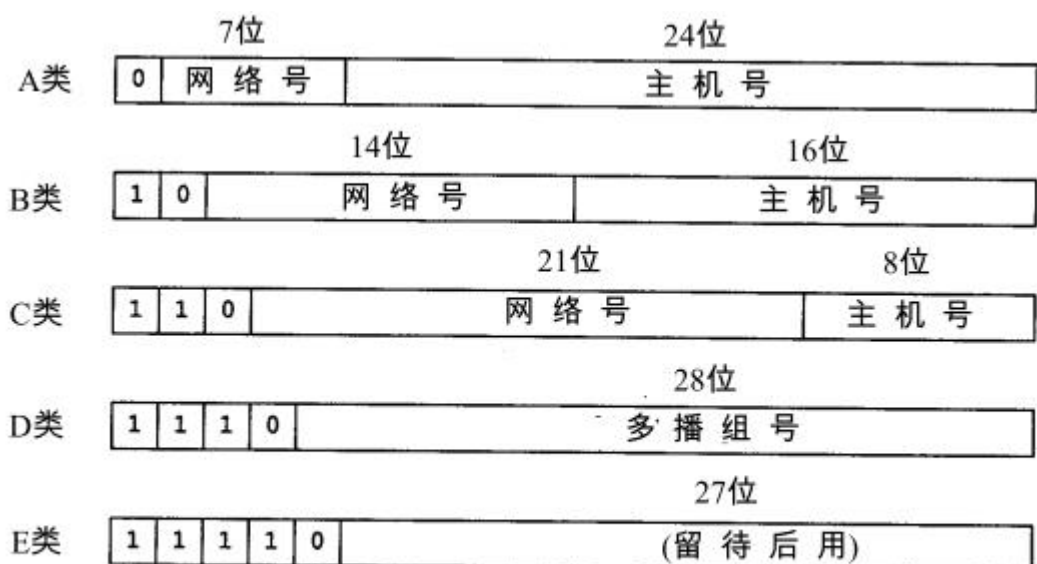 7位 24位
A类 0 网络号 主机号
14位 16位
B类 1 0 网络号 主机号
21位 8位
C类 1 1 0 网络号 主机号
28位
D类 1 1 1 0 多播组号
27位
E类 1 1 1 1 0 (留待后用)